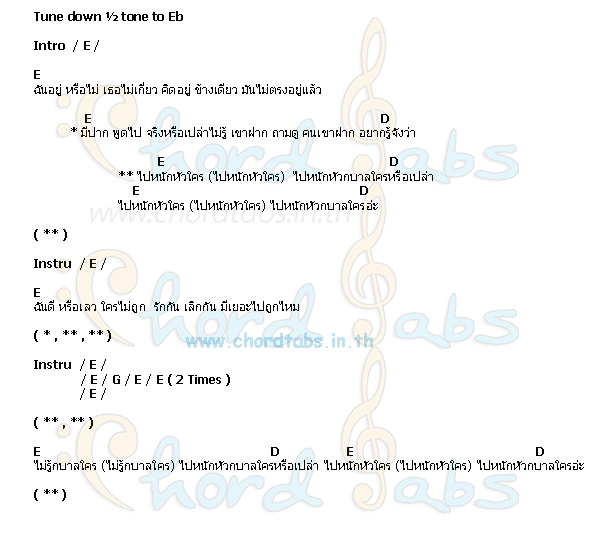 Tune down ½ tone to Eb
Intro / E /
E
ฉันอยู่ หรือไม่ เธอไม่เกี่ยว คิดอยู่ ข้างเดียว มันไม่ตรงอยู่แล้ว
E D
* มีปาก พูดไป จริงหรือเปล่าไม่รู้ เขาฝาก ถามดู คนเขาฝาก อยากรู้จังว่า
E D
** ไปหนักหัวใคร (ไปหนักหัวใคร) ไปหนักหัวกบาลใครหรือเปล่า
E D
ไปหนักหัวใคร (ไปหนักหัวใคร) ไปหนักหัวกบาลใครอ่ะ
www.chordtabs.in.th
( ** )
Instru / E /
E
ฉันดี หรือเลว ใครไม่ถูก รักกัน เลิกกัน มีเยอะไปถูกไหม
( * , ** , ** )
www.chordtabs.in.th
Instru / E /
/ E / G / E / E ( 2 Times )
/ E /
( ** , ** )
E D E D
ไม่รู้กบาลใคร (ไม่รู้กบาลใคร) ไปหนักหัวกบาลใครหรือเปล่า ไปหนักหัวใคร (ไปหนักหัวใคร) ไปหนักหัวกบาลใครอ่ะ
( ** )